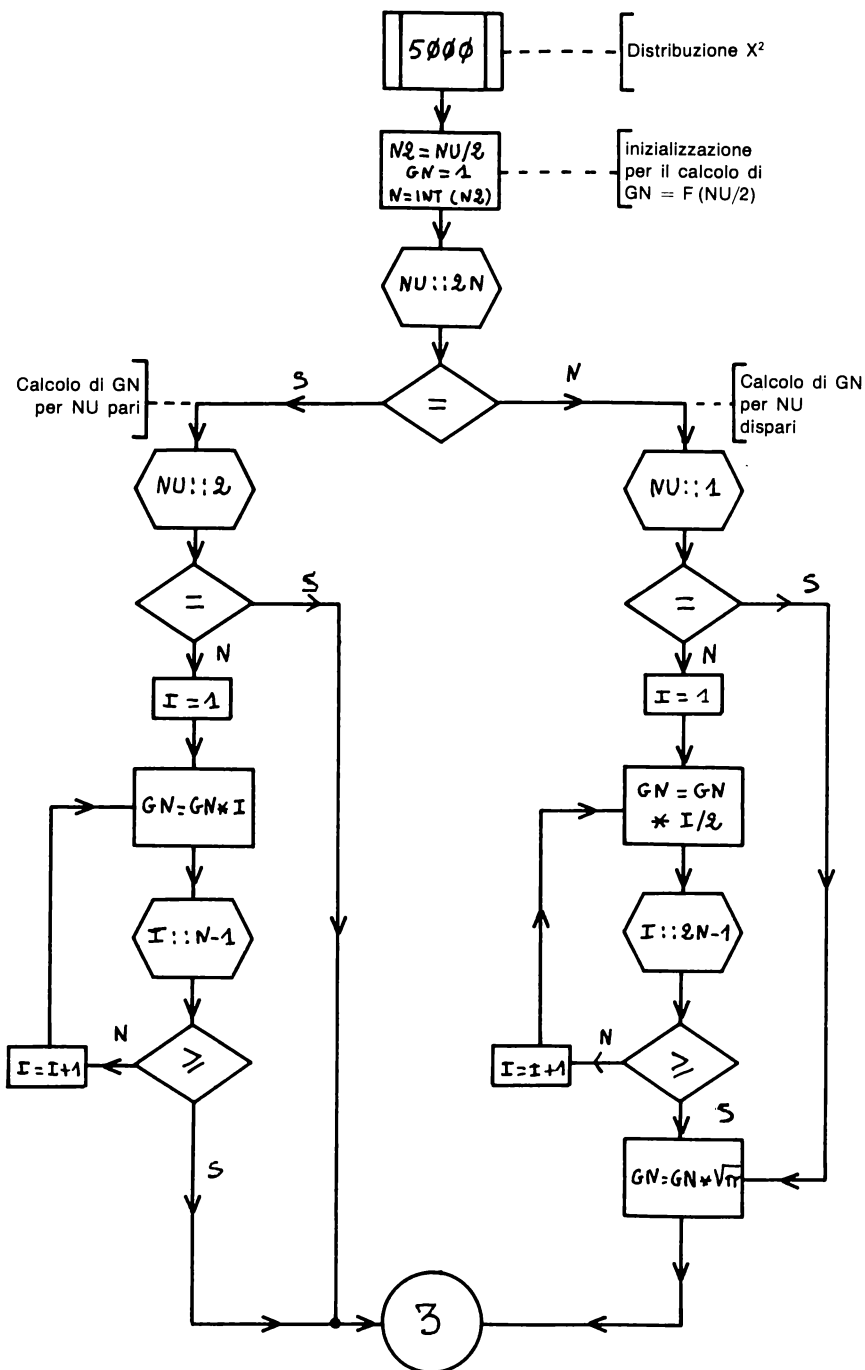 5ØØØ
Distribuzione X²
N2=NU/2
GN=1
N=INT(N2)
inizializzazione
per il calcolo di
GN = F(NU/2)
NU::2N
=
S
N
Calcolo di GN
per NU pari
Calcolo di GN
per NU
dispari
NU::2
NU::1
=
S
N
=
S
N
I=1
I=1
GN=GN*I
GN=GN
* I/2
I::N-1
I::2N-1
≥
N
S
I=I+1
≥
N
S
I=I+1
GN=GN*√π
3